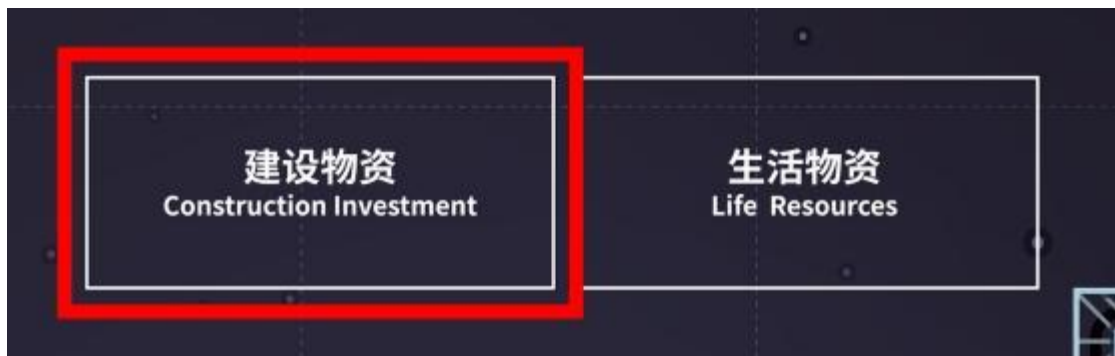 建设物资
Construction Investment
生活物资
Life Resources